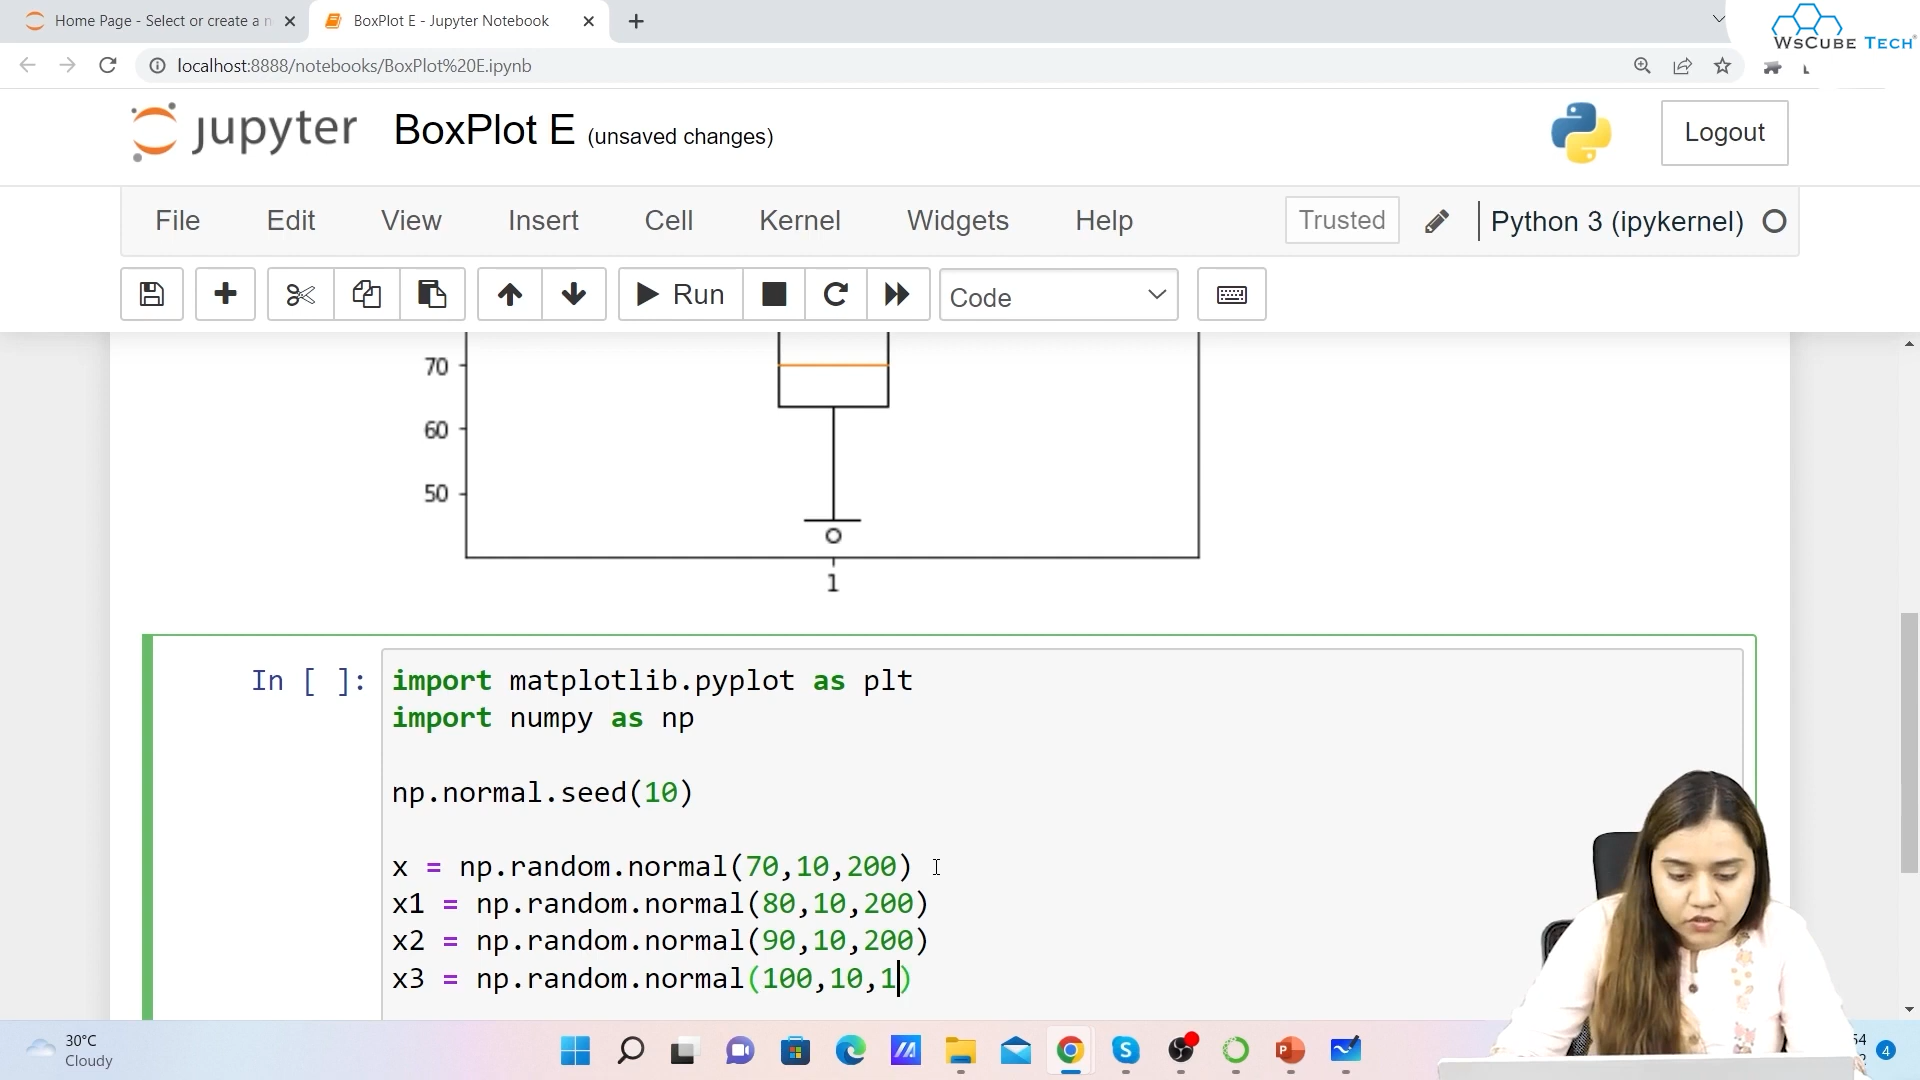 Home Page - Select or create a n
BoxPlot E - Jupyter Notebook
WSCUBE TECH
localhost:8888/notebooks/BoxPlot%20E.ipynb
jupyter
BoxPlot E (unsaved changes)
Logout
File Edit View Insert Cell Kernel Widgets Help
Trusted
Python 3 (ipykernel)
Run
Code
70
60
50
1
In [ ]:
import matplotlib.pyplot as plt
import numpy as np
np.normal.seed(10)
x = np.random.normal(70,10,200)
x1 = np.random.normal(80,10,200)
x2 = np.random.normal(90,10,200)
x3 = np.random.normal(100,10,1)
30°C
Cloudy
54
4